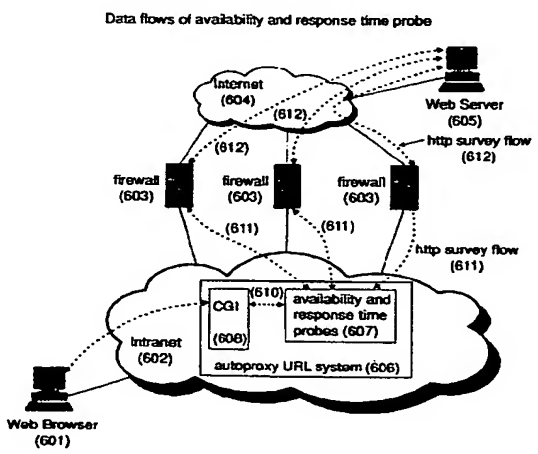 Data flows of availability and response time probe
Internet
(604)
(612)
Web Server
(605)
http survey flow
(612)
(612)
firewall
(603)
firewall
(603)
firewall
(603)
(611)
(611)
http survey flow
(611)
(610)
CGI
(608)
availability and
response time
probes (607)
Intranet
(602)
autoproxy URL system (606)
Web Browser
(601)